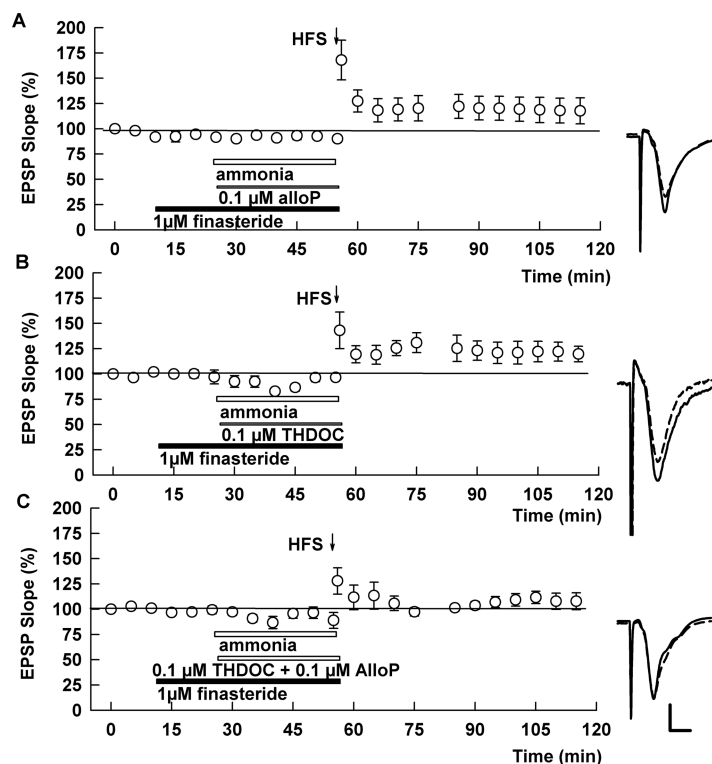 A
EPSP Slope (%)
200
175
150
125
100
75
50
25
0
HFS
ammonia
0.1 µM alloP
1µM finasteride
0 15 30 45 60 75 90 105 120
Time (min)
B
EPSP Slope (%)
200
175
150
125
100
75
50
25
0
HFS
ammonia
0.1 µM THDOC
1µM finasteride
0 15 30 45 60 75 90 105 120
Time (min)
C
EPSP Slope (%)
200
175
150
125
100
75
50
25
0
HFS
ammonia
0.1 µM THDOC + 0.1 µM AlloP
1µM finasteride
0 15 30 45 60 75 90 105 120
Time (min)